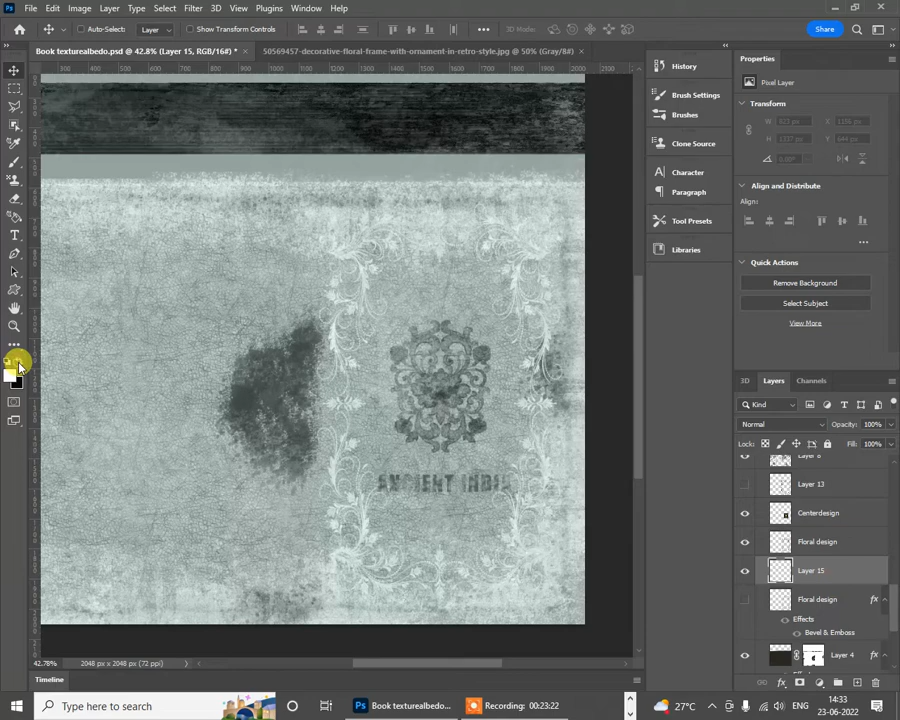 File Edit Image Layer Type Select Filter 3D View Plugins Window Help
Auto-Select: Layer Show Transform Controls 3D Mode: Share
Book texturealbedo.psd @ 42.8% (Layer 15, RGB/16#) * × 50569457-decorative-floral-frame-with-ornament-in-retro-style.jpg @ 50% (Gray/8#) ×
History
Brush Settings
Brushes
Clone Source
Character
Paragraph
Tool Presets
Libraries
Properties
Pixel Layer
Transform
Align and Distribute
Align:
Quick Actions
Remove Background
Select Subject
View More
3D Layers Channels
Kind
Normal Opacity: 100%
Lock: Fill: 100%
Layer 8
Layer 13
Centerdesign
Floral design
Layer 15
Floral design fx
Effects
Bevel & Emboss
Layer 4 fx
ANCIENT INDIA
42.78% 2048 px x 2048 px (72 ppi)
Timeline
Type here to search
Book texturealbedo...
Recording: 00:23:22
27°C
ENG
14:33
23-06-2022